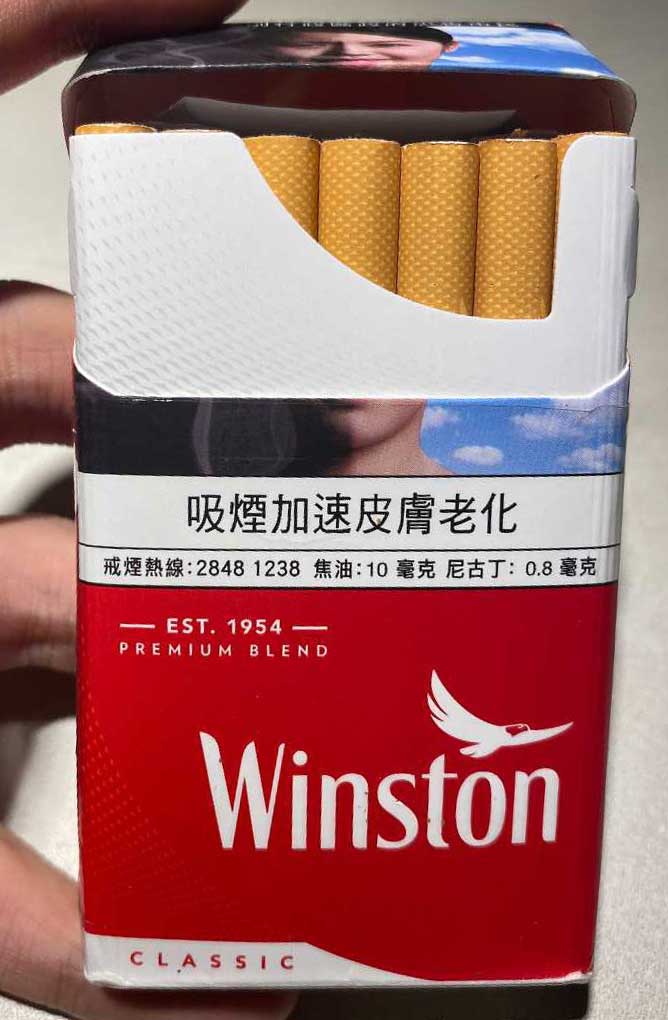 吸煙加速皮膚老化
戒煙熱線:2848 1238 焦油:10 毫克 尼古丁: 0.8 毫克
EST. 1954
PREMIUM BLEND
Winston
CLASSIC